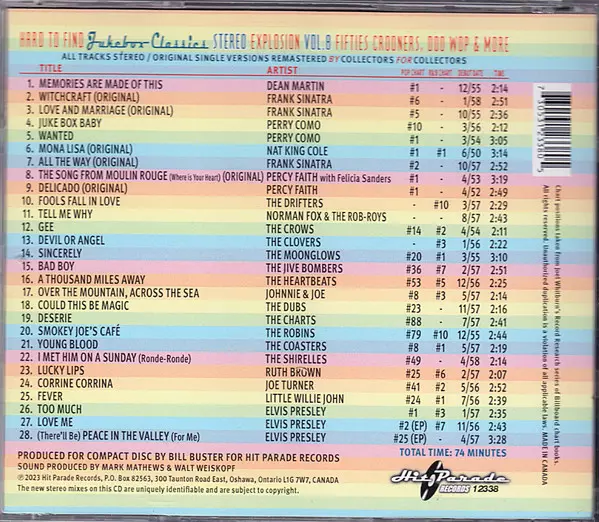 HARD TO FIND Jukebox Classics STEREO EXPLOSION VOL.8 FIFTIES CROONERS, DOO WOP & MORE
ALL TRACKS STEREO / ORIGINAL SINGLE VERSIONS REMASTERED BY COLLECTORS FOR COLLECTORS
TITLE ARTIST POP CHART R&B CHART DEBUT DATE TIME
1. MEMORIES ARE MADE OF THIS DEAN MARTIN #1 - 12/55 2:14
2. WITCHCRAFT (ORIGINAL) FRANK SINATRA #6 - 1/58 2:51
3. LOVE AND MARRIAGE (ORIGINAL) FRANK SINATRA #5 - 10/55 2:36
4. JUKE BOX BABY PERRY COMO #10 - 3/56 2:12
5. WANTED PERRY COMO #1 - 3/54 3:05
6. MONA LISA (ORIGINAL) NAT KING COLE #1 #1 6/50 3:14
7. ALL THE WAY (ORIGINAL) FRANK SINATRA #2 - 10/57 2:52
8. THE SONG FROM MOULIN ROUGE (Where is Your Heart) (ORIGINAL) PERCY FAITH with Felicia Sanders #1 - 4/53 3:19
9. DELICADO (ORIGINAL) PERCY FAITH #1 - 4/52 2:49
10. FOOLS FALL IN LOVE THE DRIFTERS - #10 3/57 2:29
11. TELL ME WHY NORMAN FOX & THE ROB-ROYS - - 8/57 2:43
12. GEE THE CROWS #14 #2 4/54 2:11
13. DEVIL OR ANGEL THE CLOVERS - #3 1/56 2:22
14. SINCERELY THE MOONGLOWS #20 #1 3/55 3:10
15. BAD BOY THE JIVE BOMBERS #36 #7 2/57 2:51
16. A THOUSAND MILES AWAY THE HEARTBEATS #53 #5 12/56 2:25
17. OVER THE MOUNTAIN, ACROSS THE SEA JOHNNIE & JOE #8 #3 5/57 2:14
18. COULD THIS BE MAGIC THE DUBS #23 - 11/57 2:16
19. DESERIE THE CHARTS #88 - 7/57 2:41
20. SMOKEY JOE'S CAFÉ THE ROBINS #79 #10 12/55 2:44
21. YOUNG BLOOD THE COASTERS #8 #1 5/57 2:19
22. I MET HIM ON A SUNDAY (Ronde-Ronde) THE SHIRELLES #49 - 4/58 2:14
23. LUCKY LIPS RUTH BROWN #25 #6 2/57 2:07
24. CORRINE CORRINA JOE TURNER #41 #2 5/56 2:52
25. FEVER LITTLE WILLIE JOHN #24 #1 7/56 2:39
26. TOO MUCH ELVIS PRESLEY #1 #3 1/57 2:35
27. LOVE ME ELVIS PRESLEY #2 (EP) #7 11/56 2:43
28. (There'll Be) PEACE IN THE VALLEY (For Me) ELVIS PRESLEY #25 (EP) - 4/57 3:28
TOTAL TIME: 74 MINUTES
PRODUCED FOR COMPACT DISC BY BILL BUSTER FOR HIT PARADE RECORDS
SOUND PRODUCED BY MARK MATHEWS & WALT WEISKOPF
℗ 2023 Hit Parade Records, P.O. Box 82563, 300 Taunton Road East, Oshawa, Ontario L1G 7W7, CANADA
The new stereo mixes on this CD are uniquely identifiable and are subject to copyright.
Hit Parade
RECORDS 12338
Chart positions taken from Joel Whitburn's Record Research series of Billboard chart books.
All rights reserved. Unauthorized duplication is a violation of all applicable laws. MADE IN CANADA